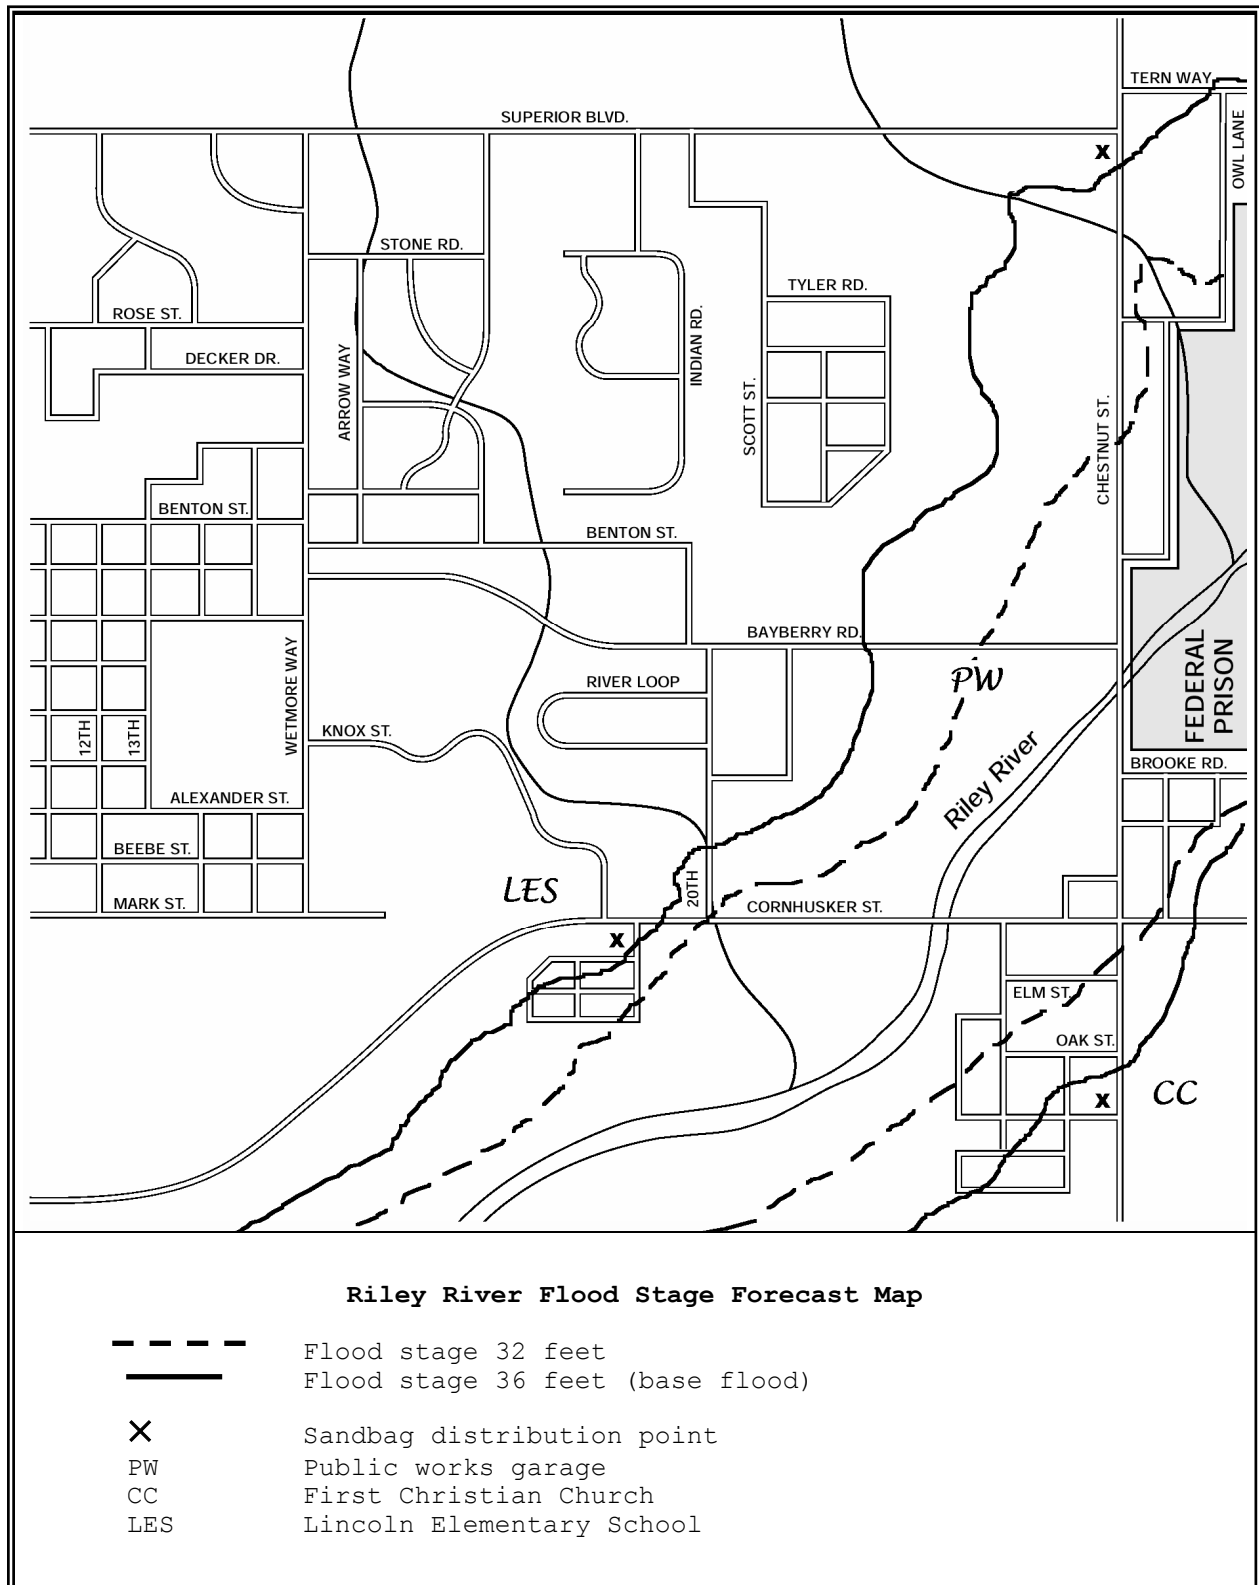 TERN WAY
SUPERIOR BLVD.
X
OWL LANE
STONE RD.
TYLER RD.
ROSE ST.
DECKER DR.
ARROW WAY
INDIAN RD.
SCOTT ST.
CHESTNUT ST.
BENTON ST.
BENTON ST.
BAYBERRY RD.
FEDERAL
PRISON
WETMORE WAY
RIVER LOOP
PW
KNOX ST.
12TH
13TH
BROOKE RD.
Riley River
ALEXANDER ST.
BEEBE ST.
LES
20TH
MARK ST.
CORNHUSKER ST.
X
ELM ST.
OAK ST.
CC
X
Riley River Flood Stage Forecast Map
Flood stage 32 feet
Flood stage 36 feet (base flood)
X Sandbag distribution point
PW Public works garage
CC First Christian Church
LES Lincoln Elementary School